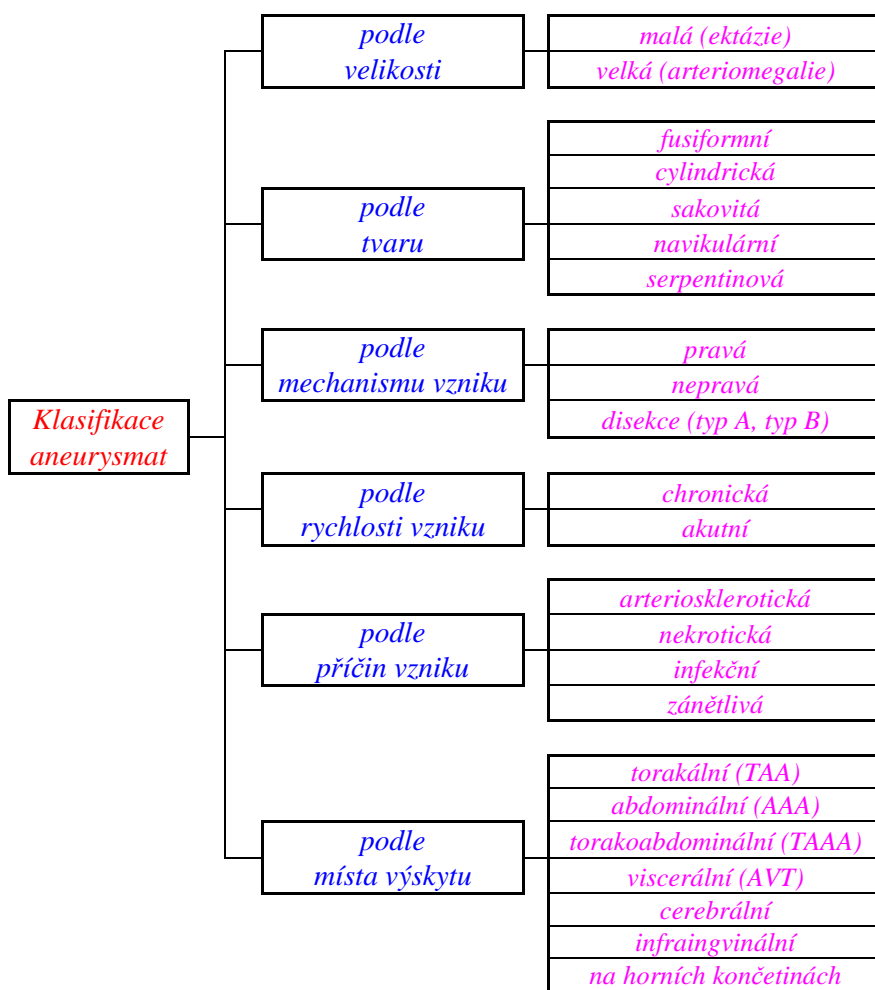 Klasifikace
aneurysmat
podle
velikosti
malá (ektázie)
velká (arteriomegalie)
podle
tvaru
fusiformní
cylindrická
sakovitá
navikulární
serpentinová
podle
mechanismu vzniku
pravá
nepravá
disekce (typ A, typ B)
podle
rychlosti vzniku
chronická
akutní
podle
příčin vzniku
arteriosklerotická
nekrotická
infekční
zánětlivá
podle
místa výskytu
torakální (TAA)
abdominální (AAA)
torakoabdominální (TAAA)
viscerální (AVT)
cerebrální
infraingvinální
na horních končetinách